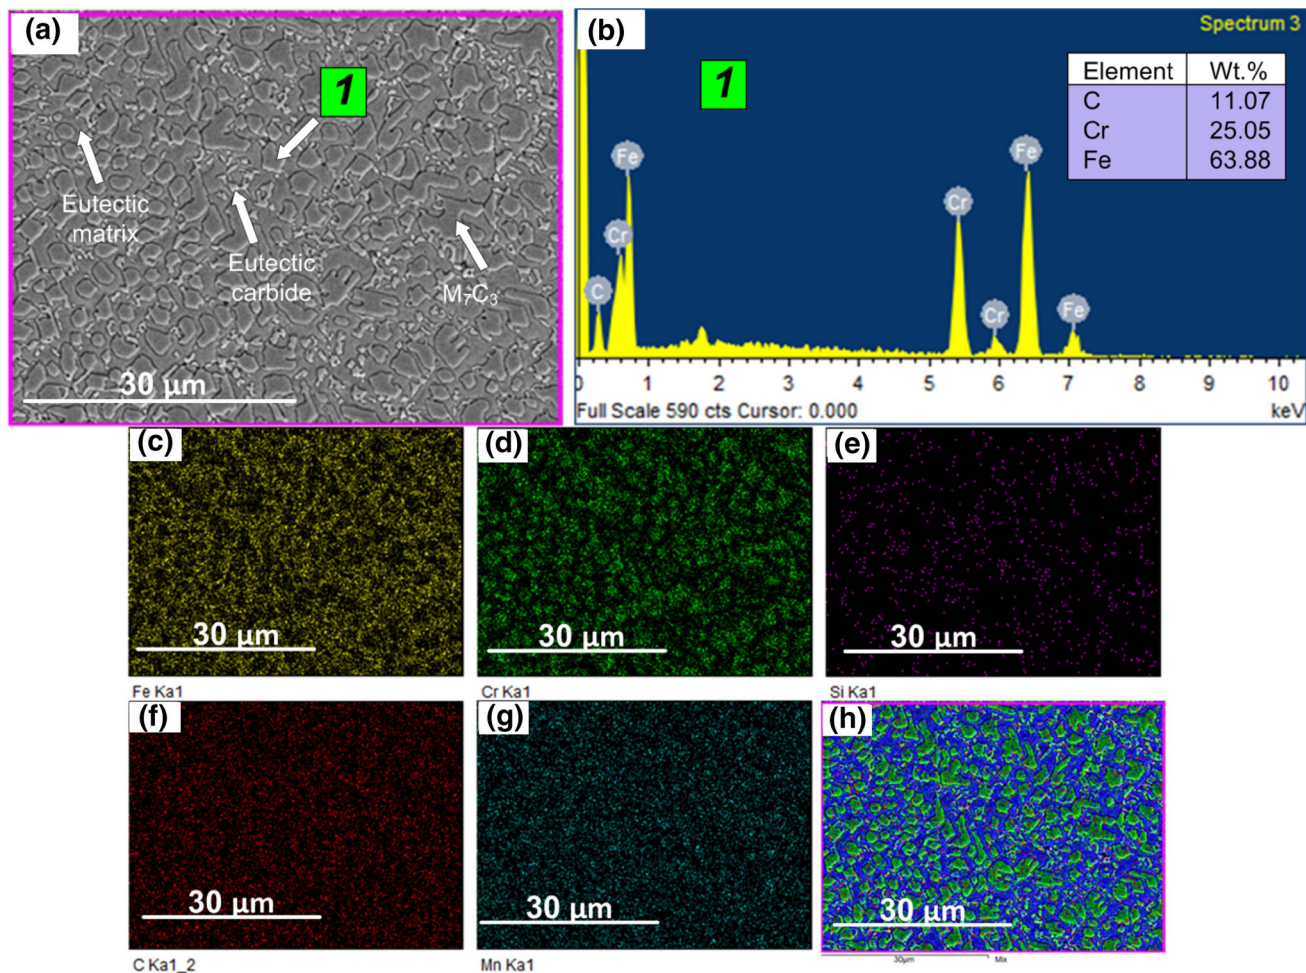 (a)
1
Eutectic
matrix
Eutectic
carbide
M₇C₃
30 µm
(b)
Spectrum 3
1
Element Wt.%
C 11.07
Cr 25.05
Fe 63.88
C
Cr
Fe
Cr
Cr
Fe
Fe
0 1 2 3 4 5 6 7 8 9 10
Full Scale 590 cts Cursor: 0.000 keV
(c)
30 µm
Fe Ka1
(d)
30 µm
Cr Ka1
(e)
30 µm
Si Ka1
(f)
30 µm
C Ka1_2
(g)
30 µm
Mn Ka1
(h)
30 µm
30µm Mix